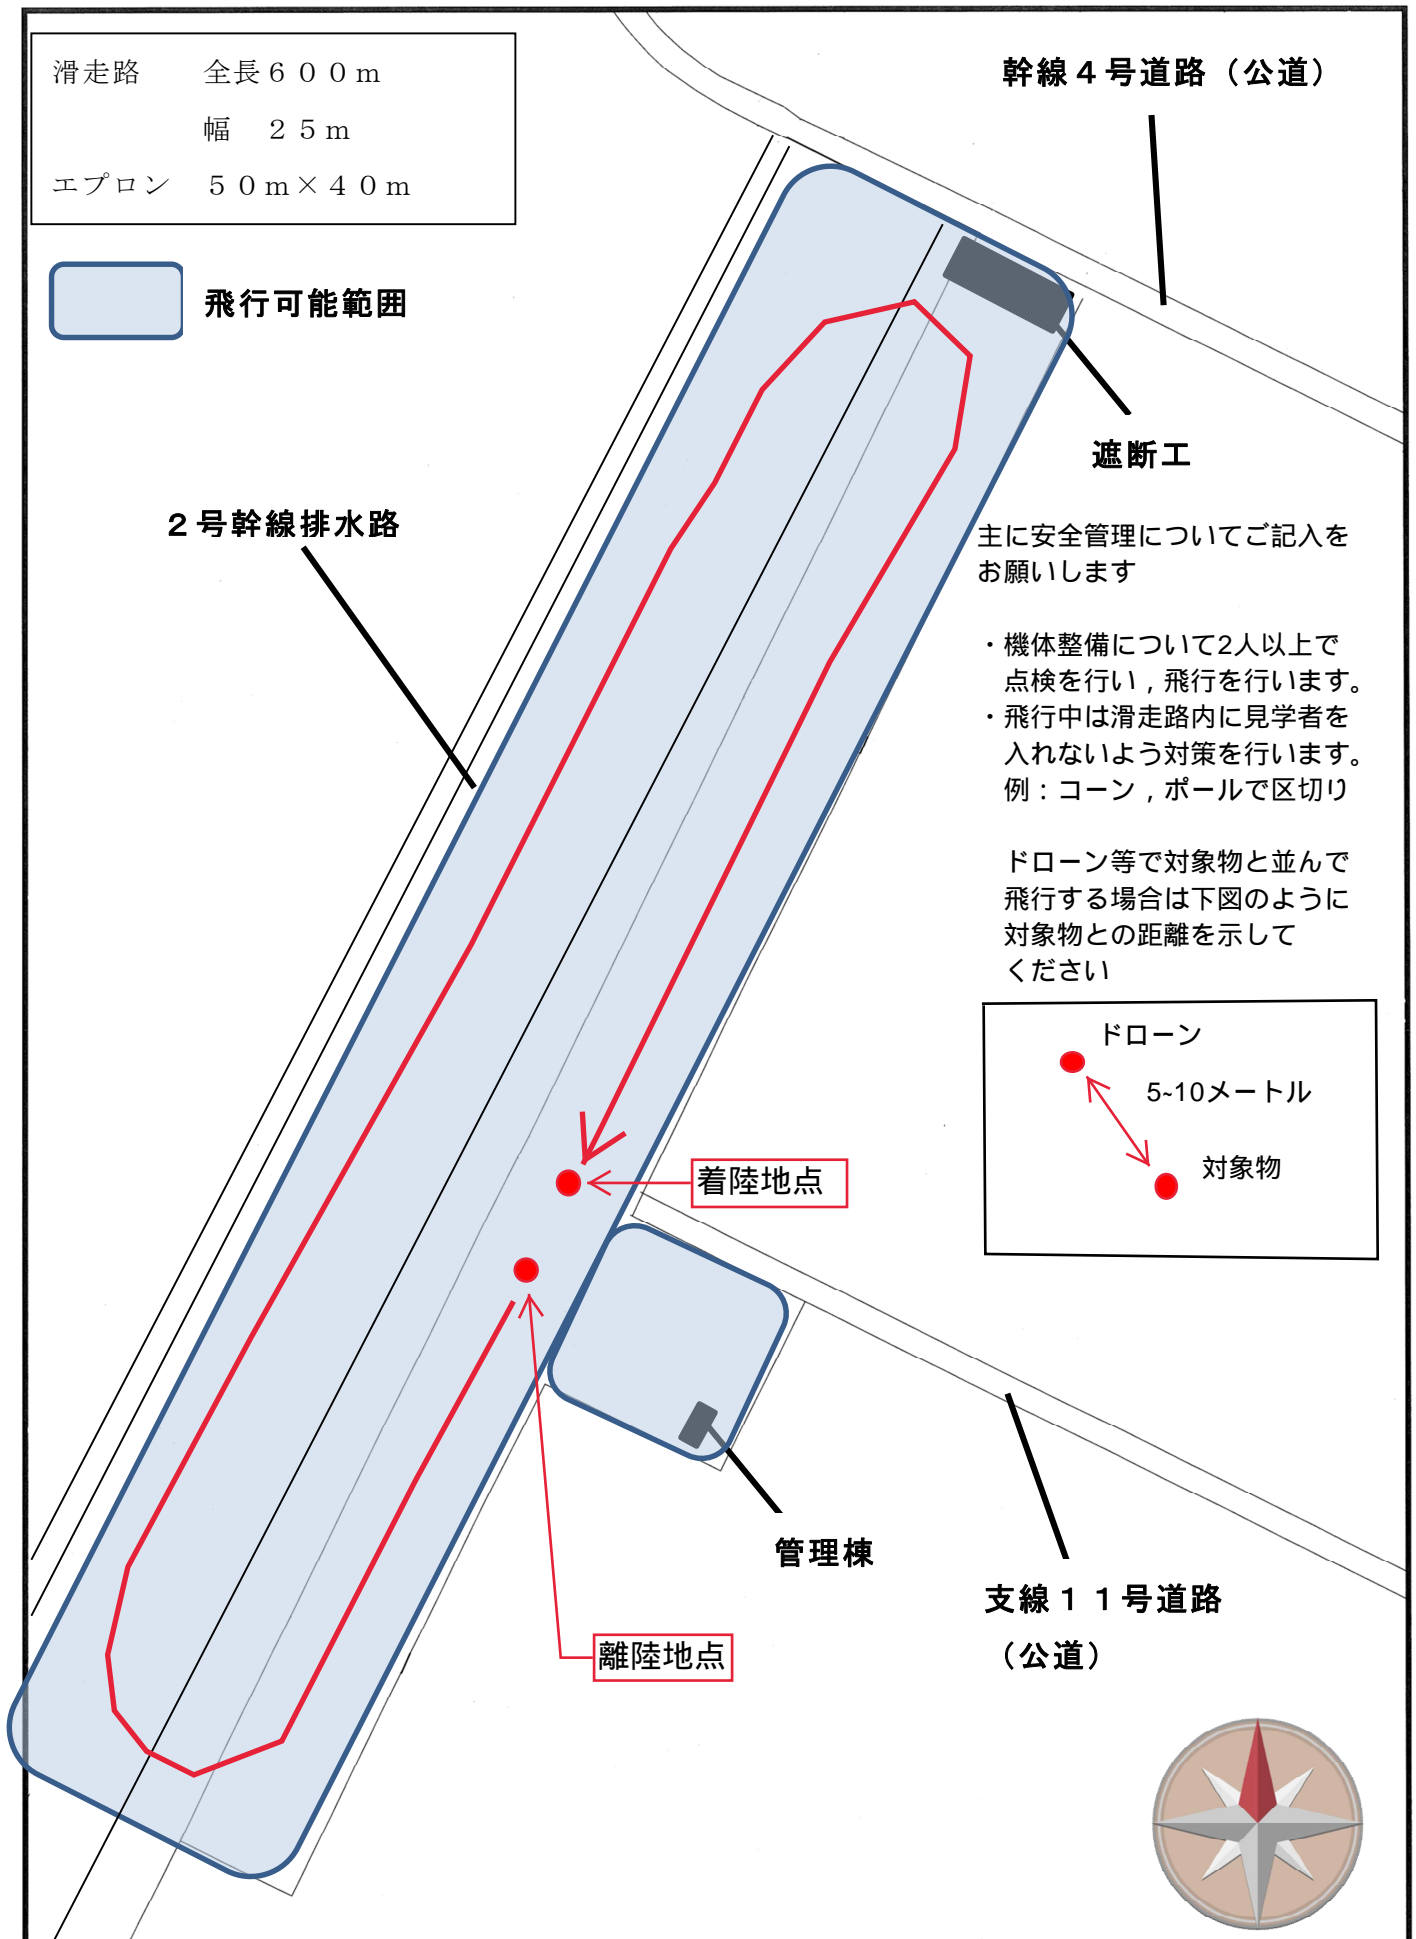 滑走路　　全長６００ｍ
幅　２５ｍ
エプロン　５０ｍ×４０ｍ
飛行可能範囲
幹線４号道路（公道）
遮断工
２号幹線排水路
主に安全管理についてご記入を
お願いします
・機体整備について2人以上で
点検を行い，飛行を行います。
・飛行中は滑走路内に見学者を
入れないよう対策を行います。
例：コーン，ポールで区切り
ドローン等で対象物と並んで
飛行する場合は下図のように
対象物との距離を示して
ください
ドローン
5~10メートル
対象物
着陸地点
管理棟
支線１１号道路
（公道）
離陸地点